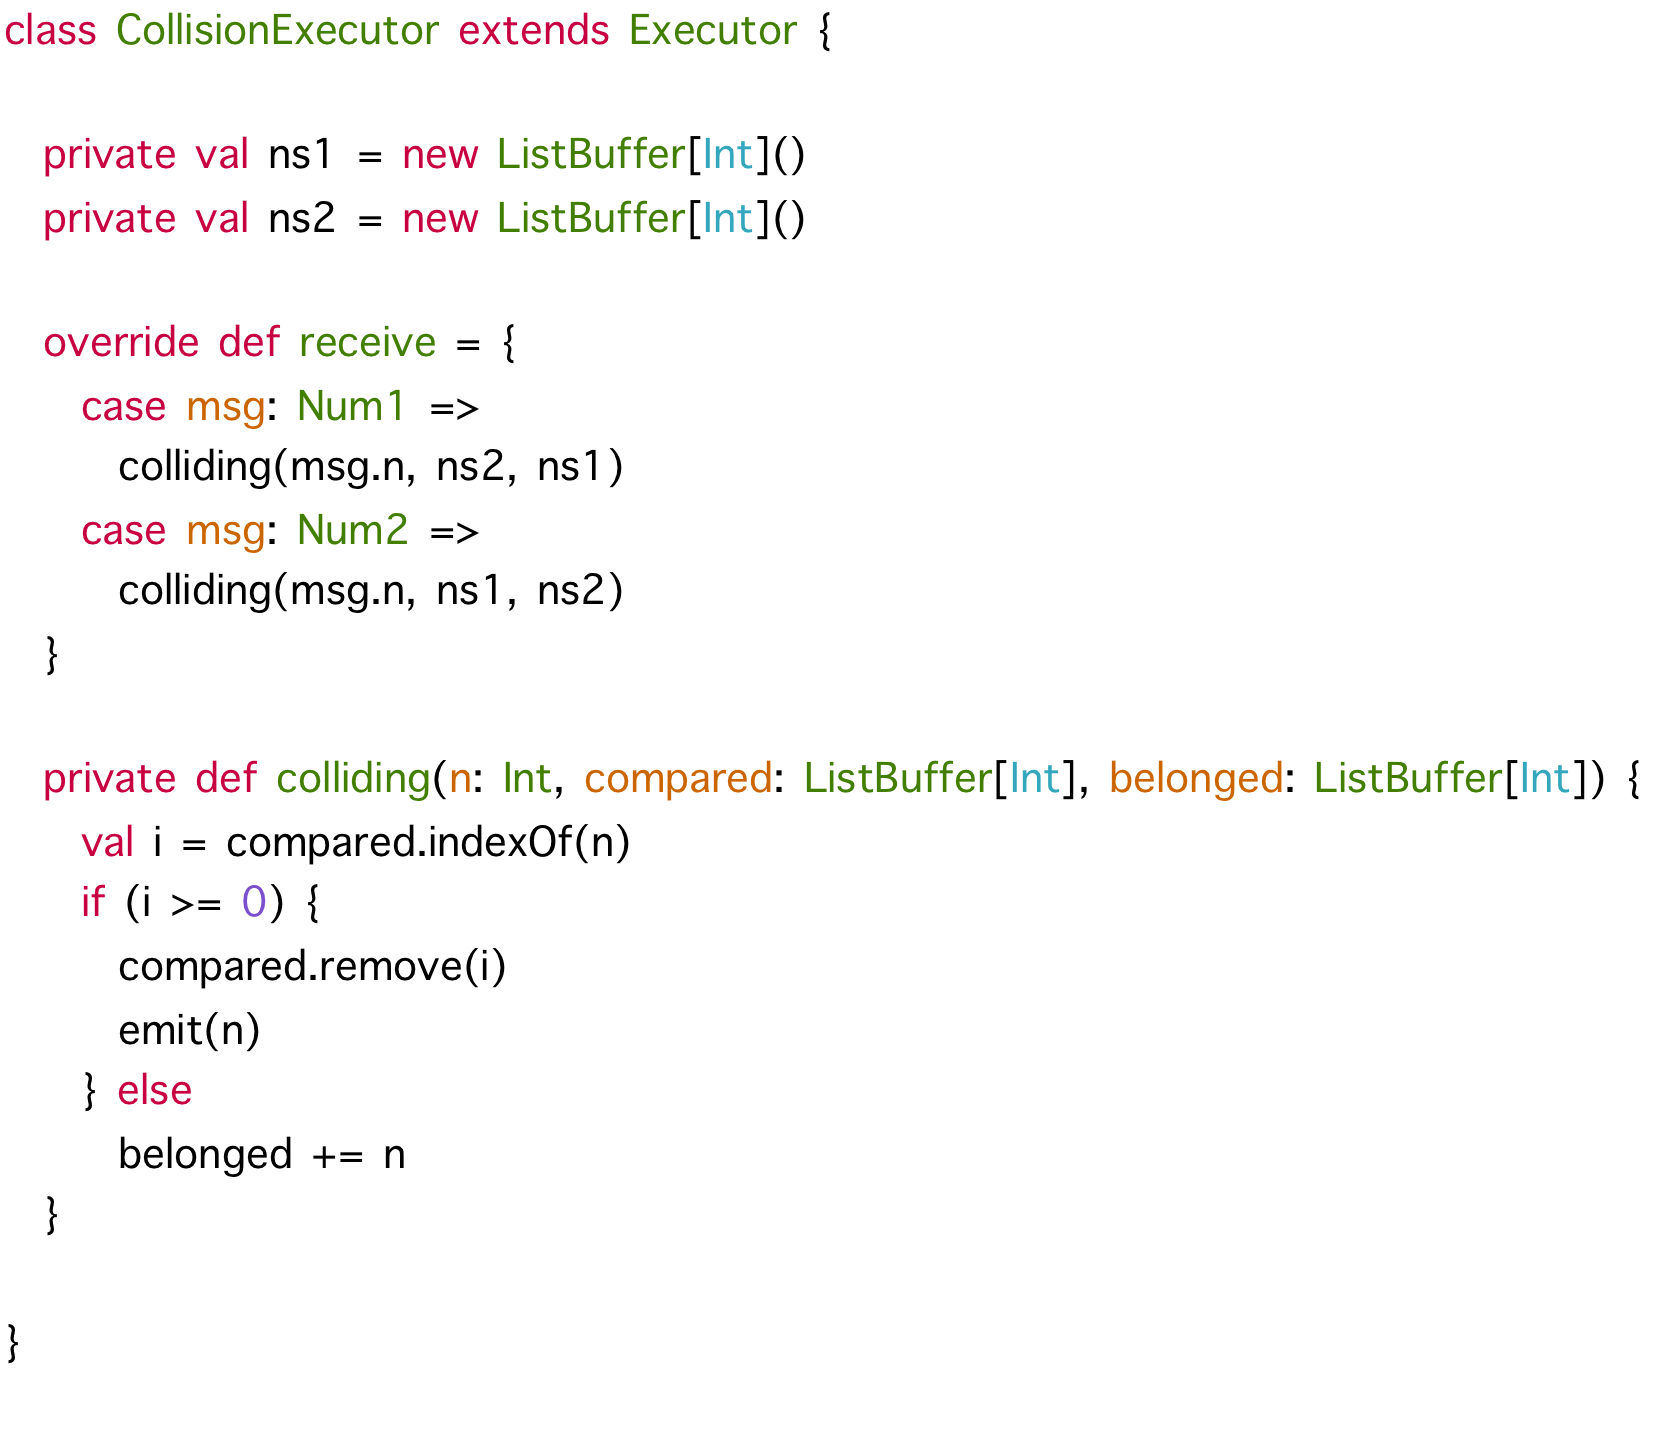 class CollisionExecutor extends Executor {
private val ns1 = new ListBuffer[Int]()
private val ns2 = new ListBuffer[Int]()
override def receive = {
case msg: Num1 =>
colliding(msg.n, ns2, ns1)
case msg: Num2 =>
colliding(msg.n, ns1, ns2)
}
private def colliding(n: Int, compared: ListBuffer[Int], belonged: ListBuffer[Int]) {
val i = compared.indexOf(n)
if (i >= 0) {
compared.remove(i)
emit(n)
} else
belonged += n
}
}